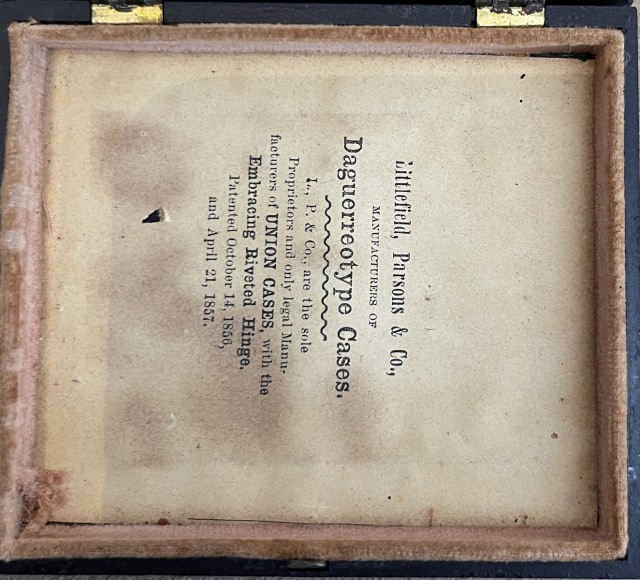 Littlefield, Parsons & Co.,
MANUFACTURERS OF
Daguerreotype Cases.
L., P. & Co., are the sole
Proprietors and only legal Manu-
facturers of UNION CASES, with the
Embracing Riveted Hinge.
Patented October 14, 1856,
and April 21, 1857.